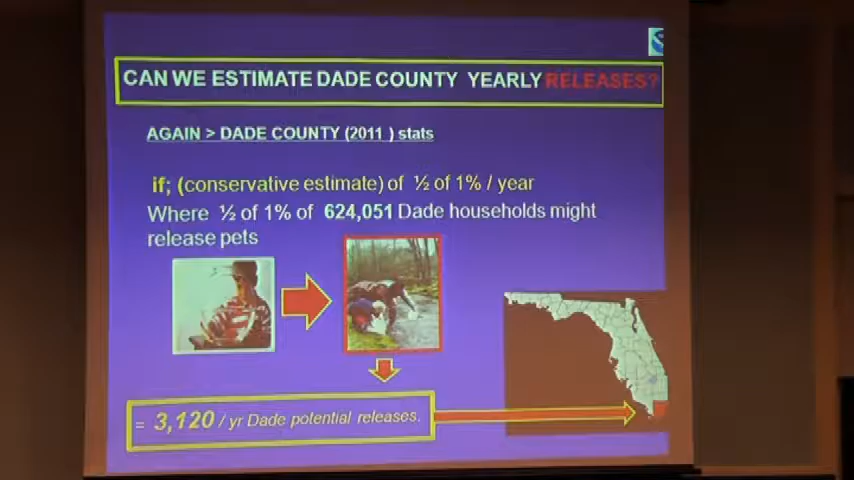 CAN WE ESTIMATE DADE COUNTY YEARLY RELEASES?
AGAIN > DADE COUNTY (2011 ) stats
if; (conservative estimate) of ½ of 1% / year
Where ½ of 1% of 624,051 Dade households might
release pets
= 3,120 / yr Dade potential releases.